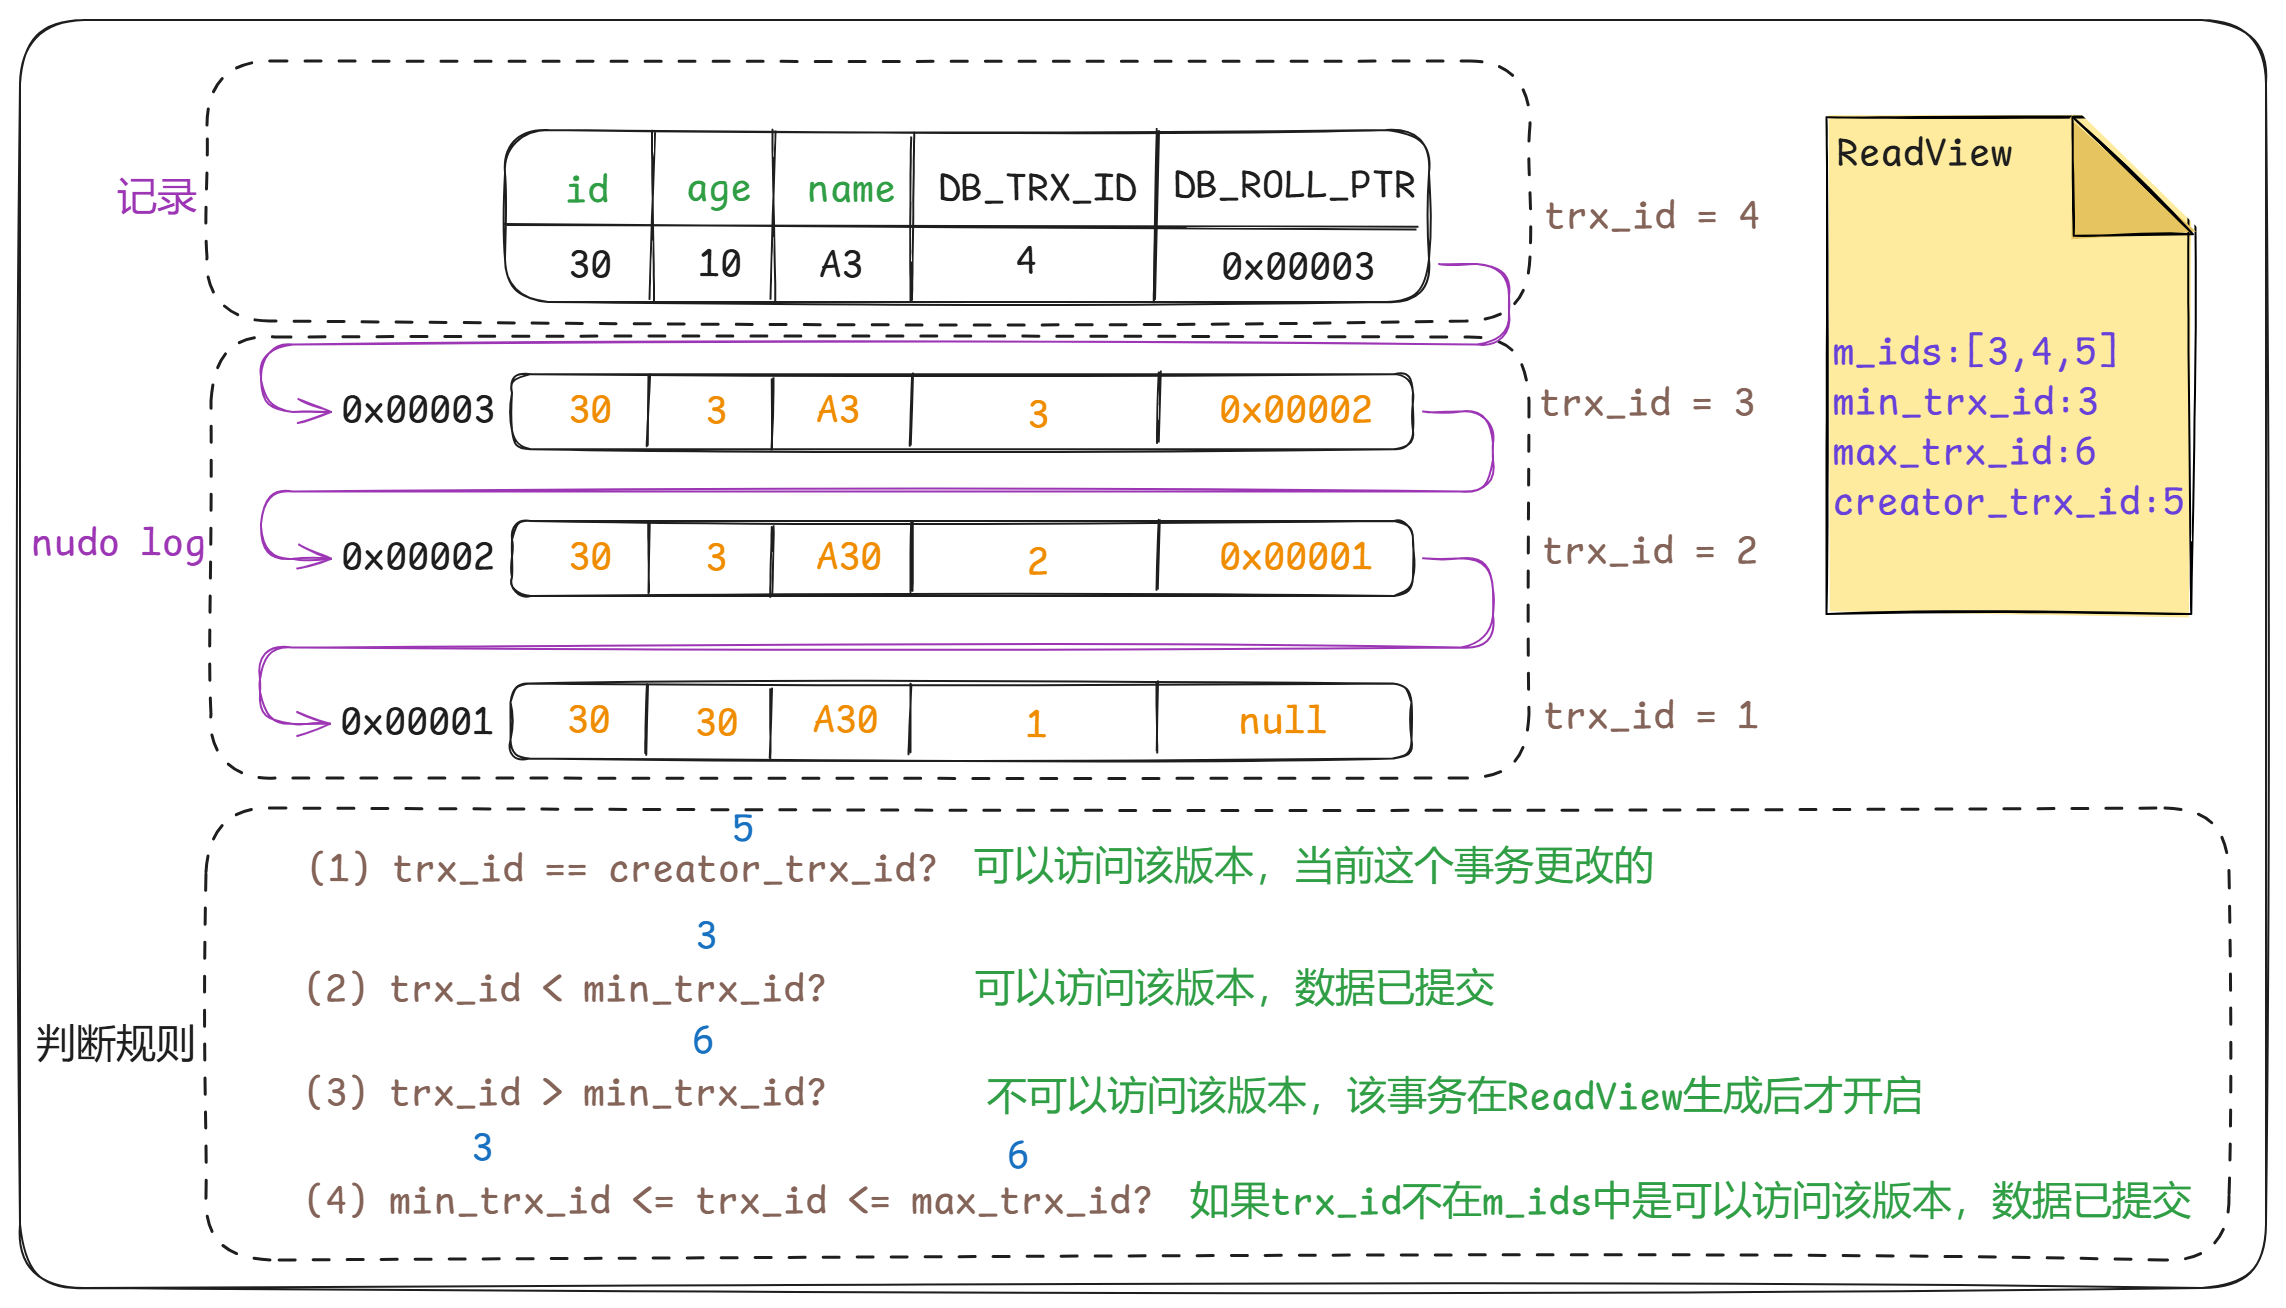 ReadView
id age name DB_TRX_ID DB_ROLL_PTR
记录
trx_id = 4
30 10 A3 4 0x00003
m_ids:[3,4,5]
0x00003 30 3 A3 3 0x00002
trx_id = 3
min_trx_id:3
max_trx_id:6
creator_trx_id:5
nudo log
0x00002 30 3 A30 2 0x00001
trx_id = 2
0x00001 30 30 A30 1 null
trx_id = 1
5
(1) trx_id == creator_trx_id? 可以访问该版本，当前这个事务更改的
3
(2) trx_id < min_trx_id? 可以访问该版本，数据已提交
判断规则
6
(3) trx_id > min_trx_id? 不可以访问该版本，该事务在ReadView生成后才开启
3 6
(4) min_trx_id <= trx_id <= max_trx_id? 如果trx_id不在m_ids中是可以访问该版本，数据已提交